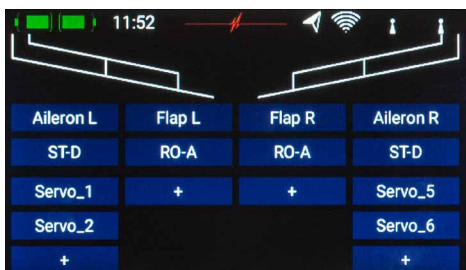 11:52
Aileron L Flap L Flap R Aileron R
ST-D RO-A RO-A ST-D
Servo_1 + + Servo_5
Servo_2 Servo_6
+ +